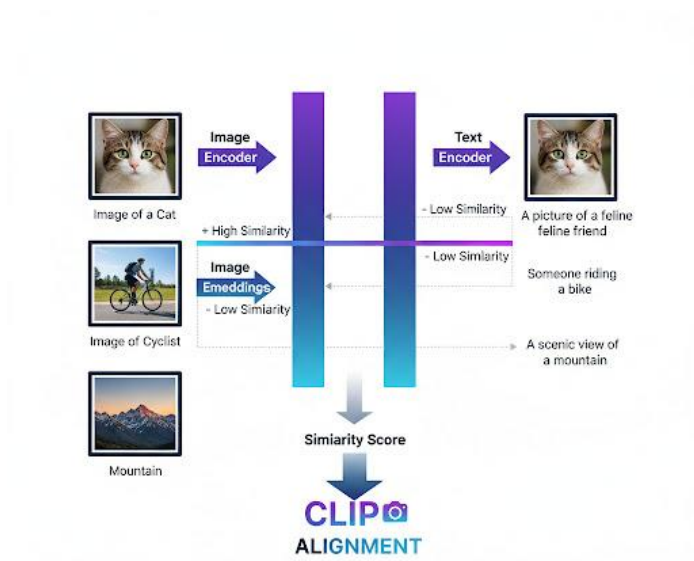 Image
Encoder
Text
Encoder
Image of a Cat
- Low Similarity
A picture of a feline
feline friend
+ High Similarity
- Low Simiarity
Image
Emeddings
Someone riding
a bike
- Low Simiarity
Image of Cyclist
A scenic view of
a mountain
Simiarity Score
Mountain
CLIP
ALIGNMENT